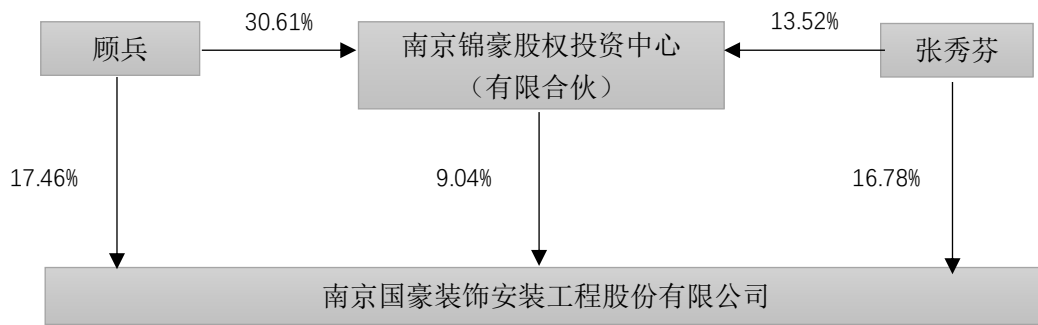 30.61%
13.52%
顾兵
南京锦豪股权投资中心
（有限合伙）
张秀芬
17.46%
9.04%
16.78%
南京国豪装饰安装工程股份有限公司